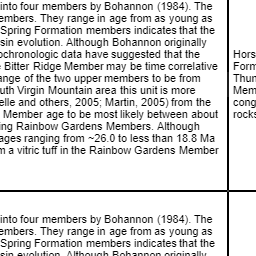 into four members by Bohannon (1984). The
embers. They range in age from as young as
Spring Formation members indicates that the
sin evolution. Although Bohannon originally
ochronologic data have suggested that the
Bitter Ridge Member may be time correlative
ange of the two upper members to be from
uth Virgin Mountain area this unit is more
elle and others, 2005; Martin, 2005) from the
Member age to be most likely between about
ing Rainbow Gardens Members. Although
ages ranging from ~26.0 to less than 18.8 Ma
m a vitric tuff in the Rainbow Gardens Member
Hors
Form
Thun
Mem
cong
rocks
into four members by Bohannon (1984). The
embers. They range in age from as young as
Spring Formation members indicates that the
sin evolution. Although Bohannon originally